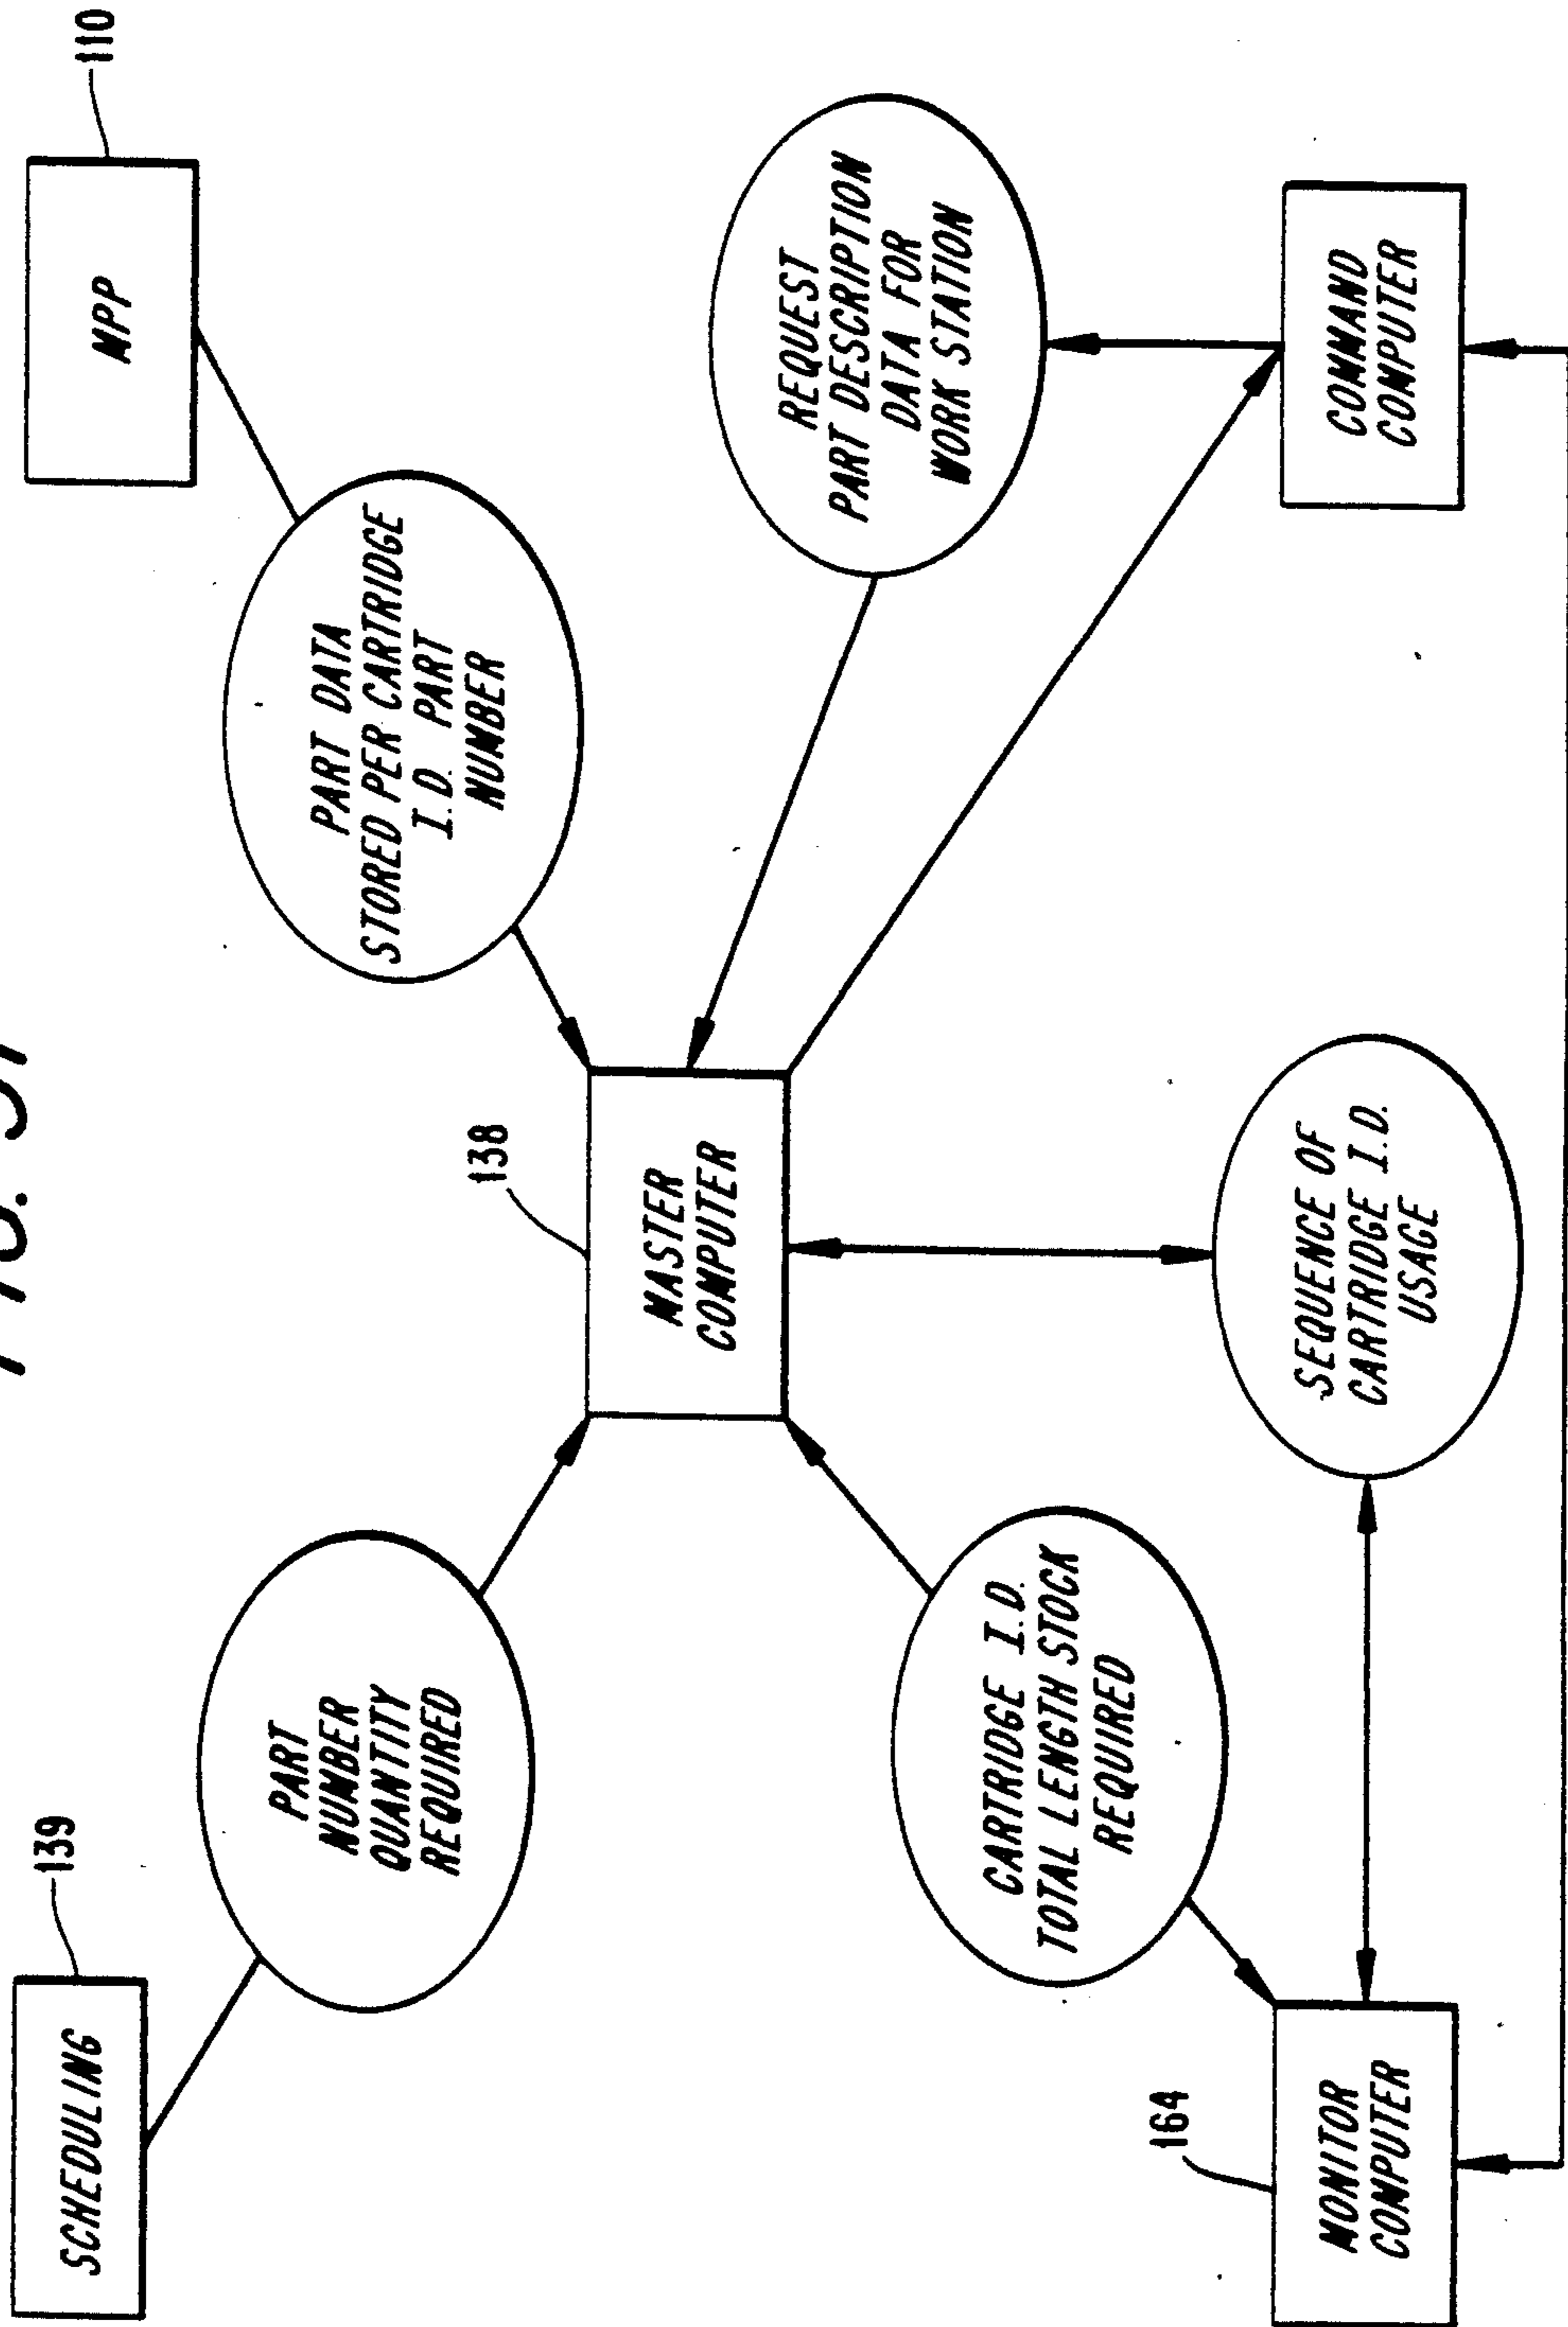 SCHEDULING
139
MPP
110
PART
NUMBER
QUANTITY
REQUIRED
PART DATA
STORED PER CARTRIDGE
I.D. PART
NUMBER
138
MASTER
COMPUTER
REQUEST
PART DESCRIPTION
DATA FOR
WORK STATION
CARTRIDGE I.D.
TOTAL LENGTH STOCK
REQUIRED
SEQUENCE OF
CARTRIDGE I.D.
USAGE
164
MONITOR
COMPUTER
COMMAND
COMPUTER